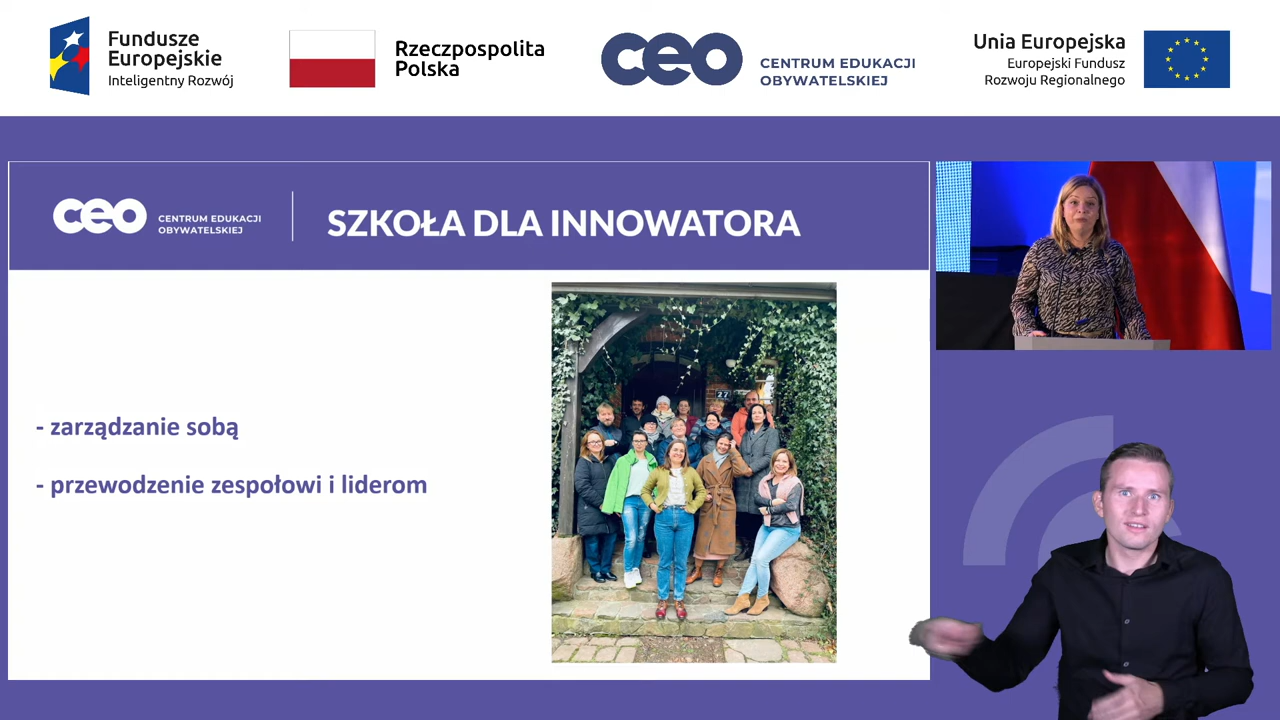 Fundusze
Europejskie
Inteligentny Rozwój
Rzeczpospolita
Polska
ceo
CENTRUM EDUKACJI
OBYWATELSKIEJ
Unia Europejska
Europejski Fundusz
Rozwoju Regionalnego
ceo
CENTRUM EDUKACJI
OBYWATELSKIEJ
SZKOŁA DLA INNOWATORA
- zarządzanie sobą
- przewodzenie zespołowi i liderom
27